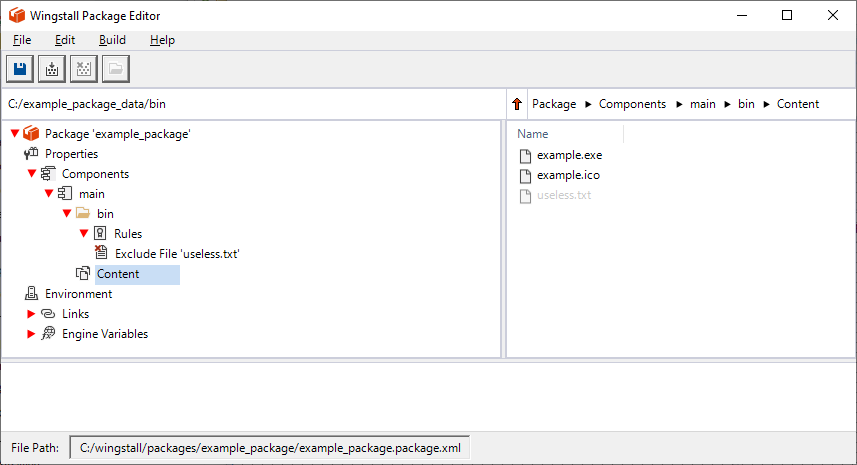 Wingstall Package Editor
File Edit Build Help
C:/example_package_data/bin
Package Components main bin Content
Package 'example_package'
Properties
Components
main
bin
Rules
Exclude File 'useless.txt'
Content
Environment
Links
Engine Variables
Name
example.exe
example.ico
useless.txt
File Path: C:/wingstall/packages/example_package/example_package.package.xml